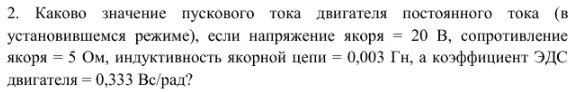 2. Каково значение пускового тока двигателя постоянного тока (в
установившемся режиме), если напряжение якоря = 20 В, сопротивление
якоря = 5 Ом, индуктивность якорной цепи = 0,003 Гн, а коэффициент ЭДС
двигателя = 0,333 Вс/рад?